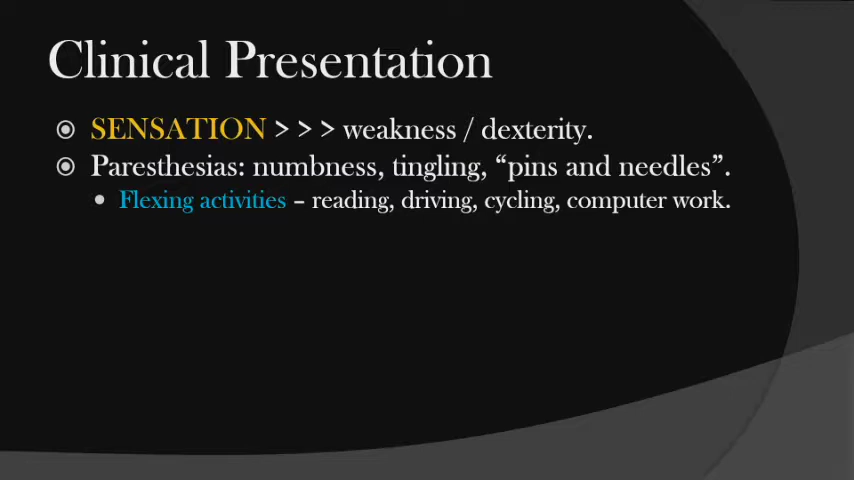 Clinical Presentation
SENSATION > > > weakness / dexterity.
Paresthesias: numbness, tingling, “pins and needles”.
Flexing activities – reading, driving, cycling, computer work.